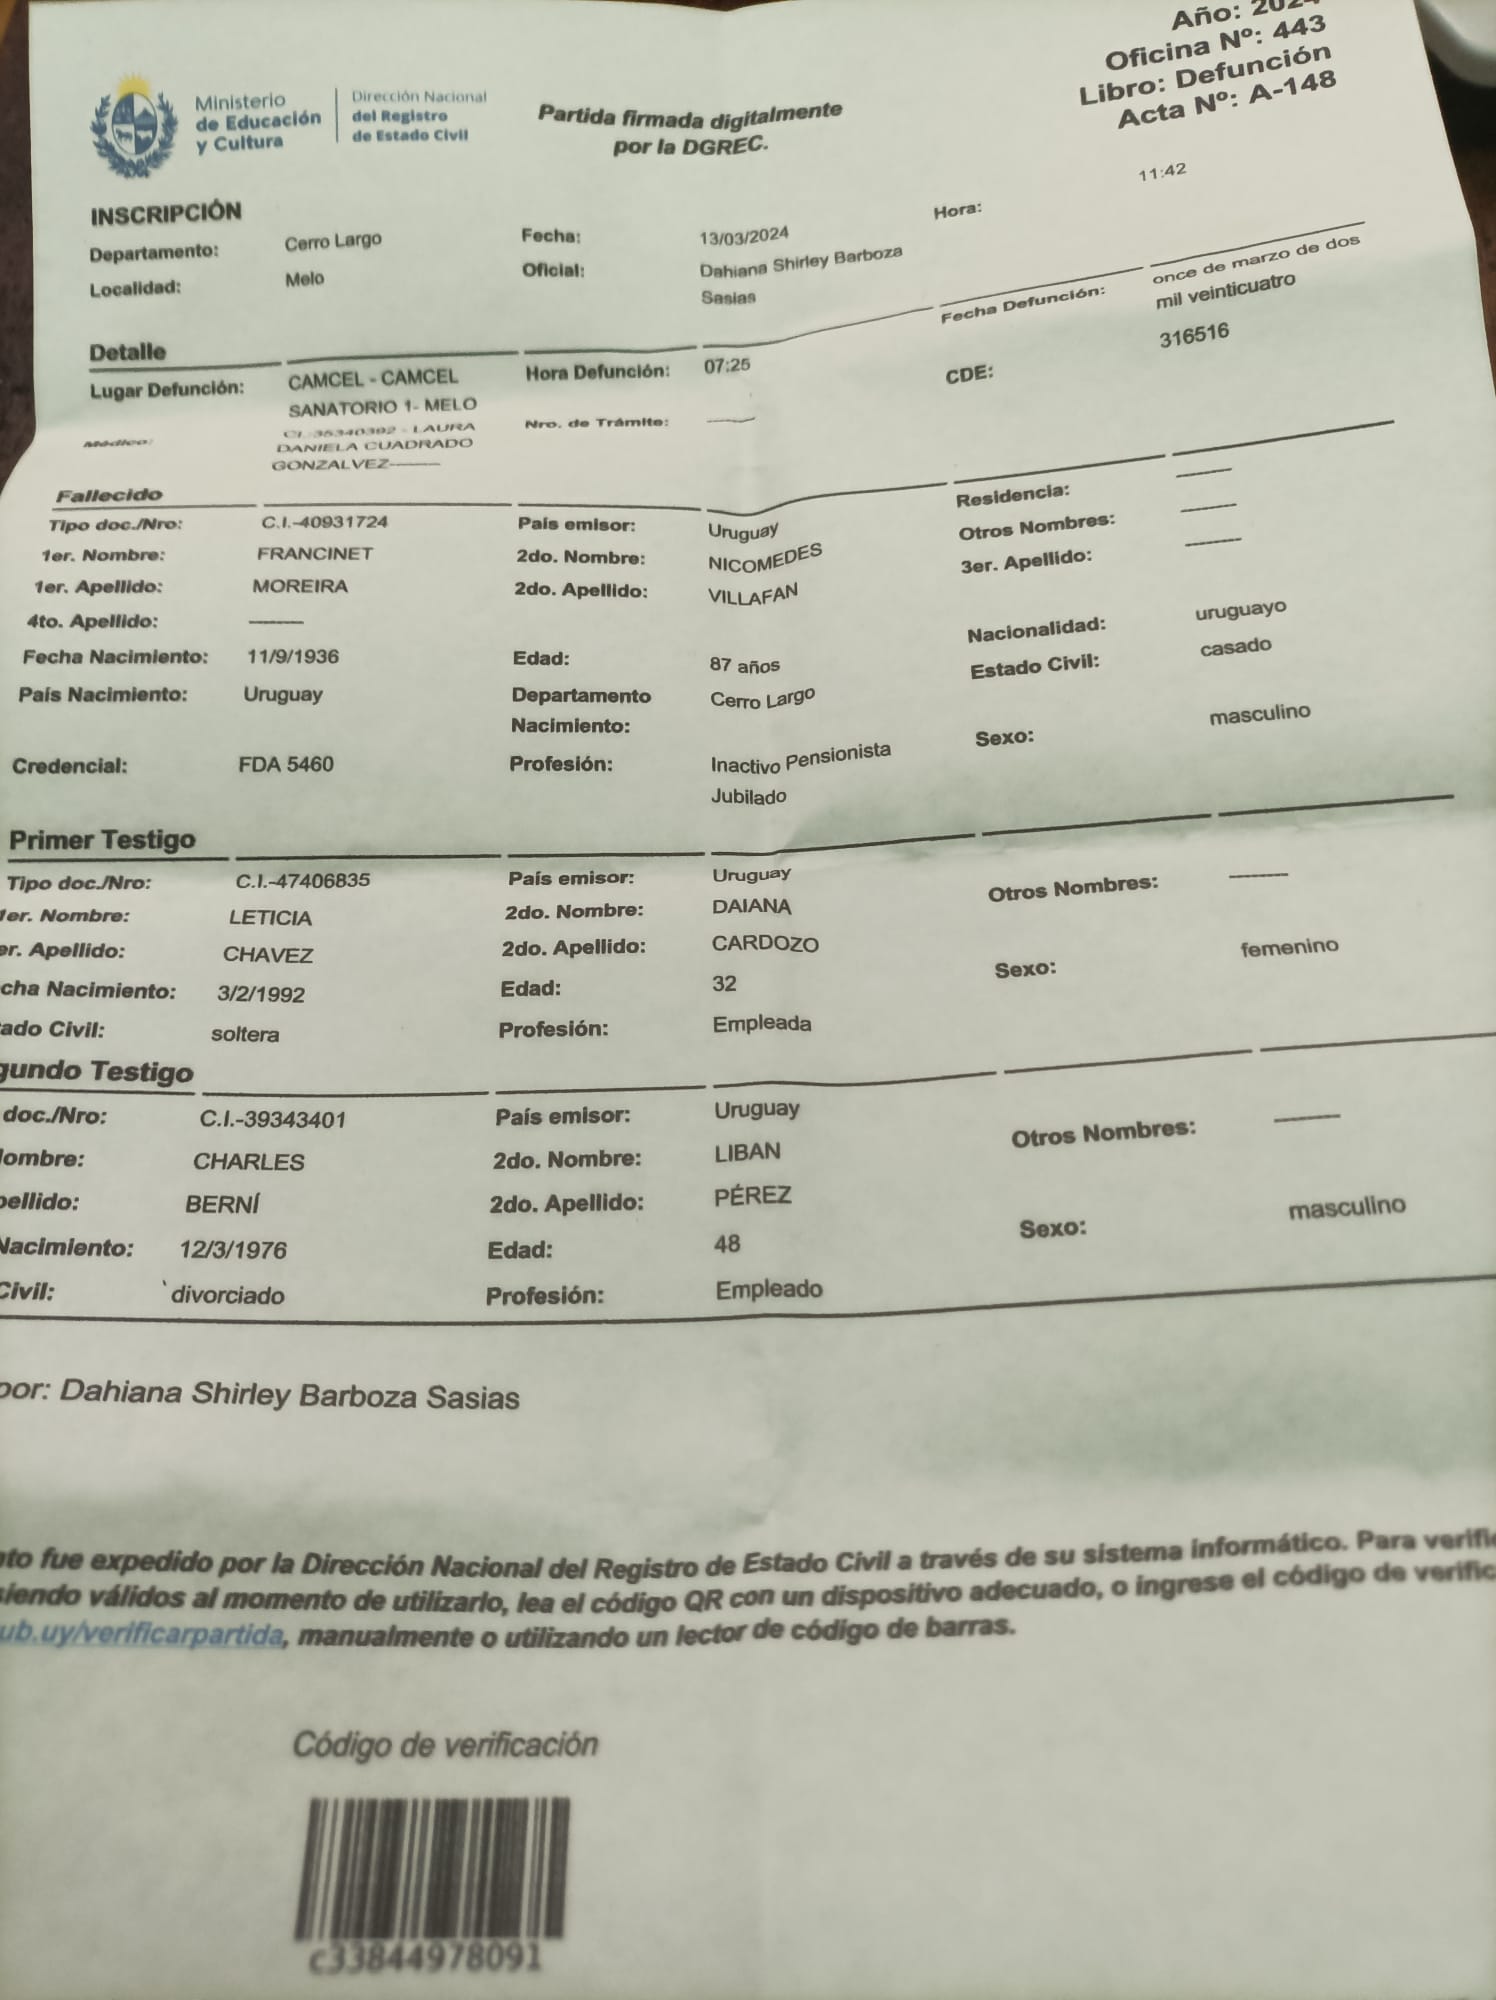 Año: 2024
Oficina Nº: 443
Libro: Defunción
Acta Nº: A-148
Ministerio de Educación y Cultura
Dirección Nacional del Registro de Estado Civil
Partida firmada digitalmente
por la DGREC.
INSCRIPCIÓN
Departamento: Cerro Largo Fecha: 13/03/2024 Hora: 11:42
Localidad: Melo Oficial: Dahiana Shirley Barboza
Sasias
Detalle
Lugar Defunción: CAMCEL - CAMCEL Hora Defunción: 07:25 Fecha Defunción: once de marzo de dos
SANATORIO 1- MELO mil veinticuatro
Médico: CI. 35340392 - LAURA Nro. de Trámite: ------- CDE: 316516
DANIELA CUADRADO
GONZALVEZ-------
Fallecido
Tipo doc./Nro: C.I.-40931724 País emisor: Uruguay Residencia: -------
1er. Nombre: FRANCINET 2do. Nombre: NICOMEDES Otros Nombres: -------
1er. Apellido: MOREIRA 2do. Apellido: VILLAFAN 3er. Apellido: -------
4to. Apellido: -------
Fecha Nacimiento: 11/9/1936 Edad: 87 años Nacionalidad: uruguayo
País Nacimiento: Uruguay Departamento Cerro Largo Estado Civil: casado
Nacimiento:
Credencial: FDA 5460 Profesión: Inactivo Pensionista Sexo: masculino
Jubilado
Primer Testigo
Tipo doc./Nro: C.I.-47406835 País emisor: Uruguay Otros Nombres: -------
1er. Nombre: LETICIA 2do. Nombre: DAIANA
er. Apellido: CHAVEZ 2do. Apellido: CARDOZO Sexo: femenino
cha Nacimiento: 3/2/1992 Edad: 32
ado Civil: soltera Profesión: Empleada
gundo Testigo
doc./Nro: C.I.-39343401 País emisor: Uruguay Otros Nombres: -------
ombre: CHARLES 2do. Nombre: LIBAN
pellido: BERNÍ 2do. Apellido: PÉREZ Sexo: masculino
Nacimiento: 12/3/1976 Edad: 48
Civil: divorciado Profesión: Empleado
por: Dahiana Shirley Barboza Sasias
nto fue expedido por la Dirección Nacional del Registro de Estado Civil a través de su sistema informático. Para verific
siendo válidos al momento de utilizarlo, lea el código QR con un dispositivo adecuado, o ingrese el código de verific
ub.uy/verificarpartida, manualmente o utilizando un lector de código de barras.
Código de verificación
c33844978091